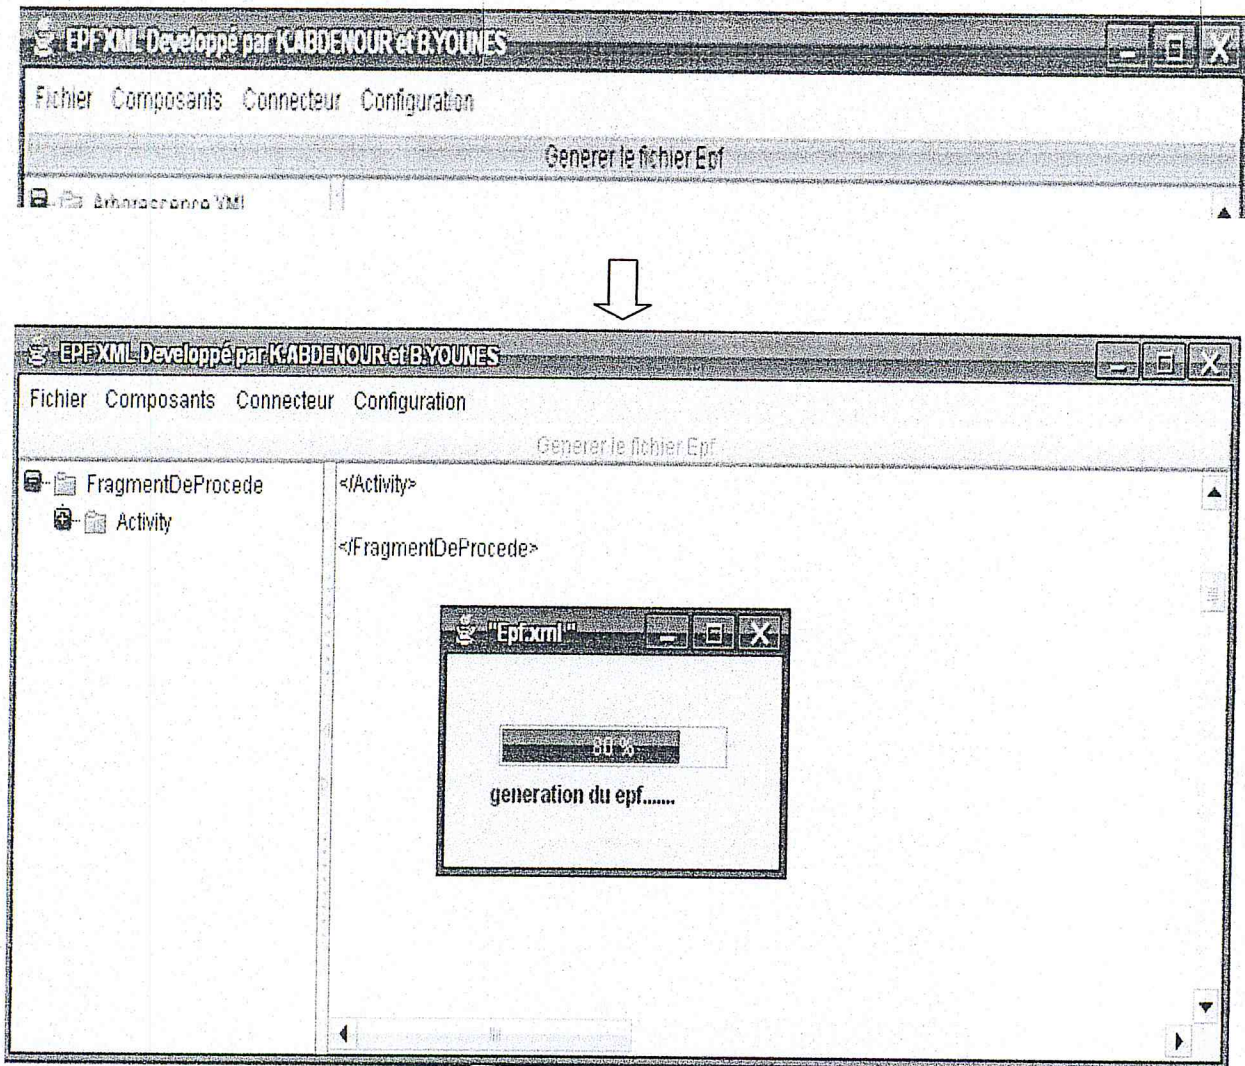 EPF XML Developpé par K.ABDENOUR et B.YOUNES
Fichier Composants Connecteur Configuration
Generer le fichier Epf
EPF XML Developpé par K.ABDENOUR et B.YOUNES
Fichier Composants Connecteur Configuration
Generer le fichier Epf
FragmentDeProcede
Activity
</Activity>
</FragmentDeProcede>
"Epf.xml"
80 %
generation du epf.......